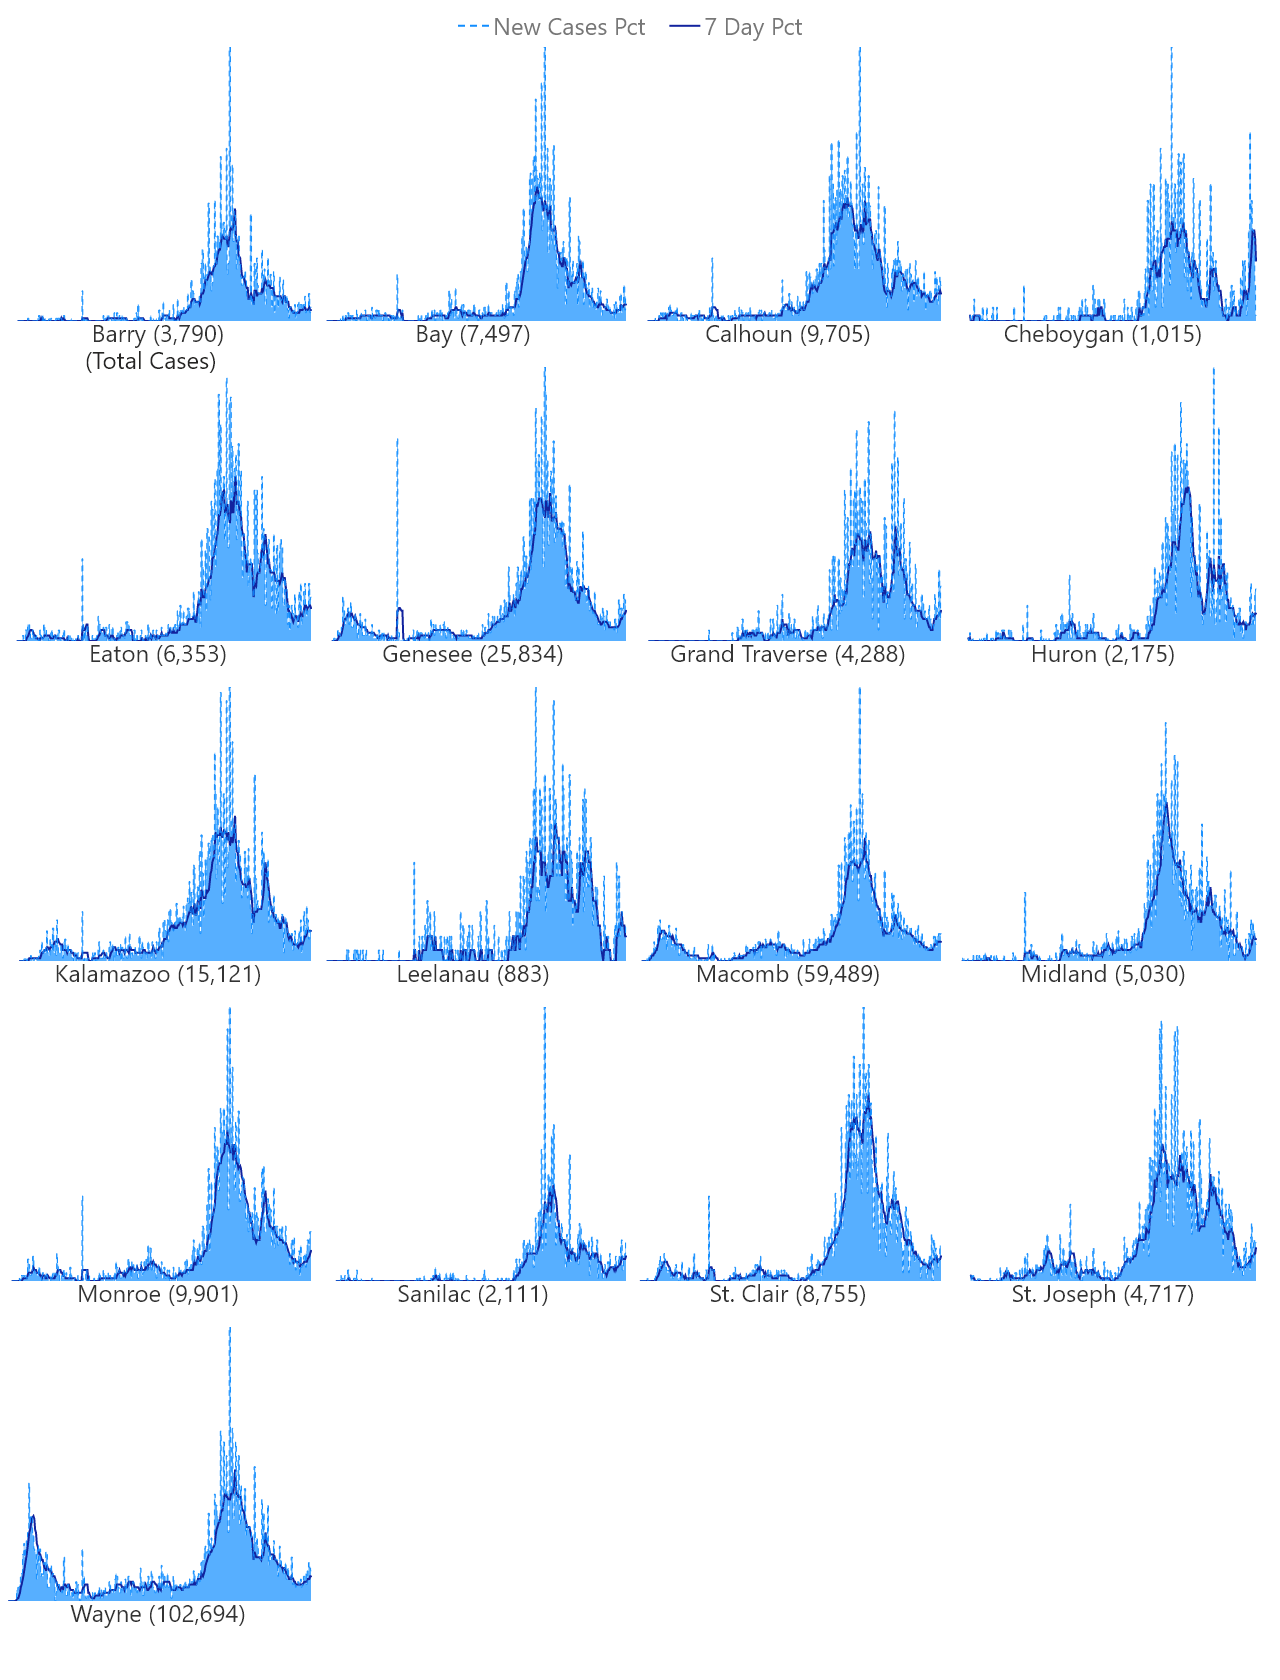 New Cases Pct 7 Day Pct
Barry (3,790) Bay (7,497) Calhoun (9,705) Cheboygan (1,015)
(Total Cases)
Eaton (6,353) Genesee (25,834) Grand Traverse (4,288) Huron (2,175)
Kalamazoo (15,121) Leelanau (883) Macomb (59,489) Midland (5,030)
Monroe (9,901) Sanilac (2,111) St. Clair (8,755) St. Joseph (4,717)
Wayne (102,694)